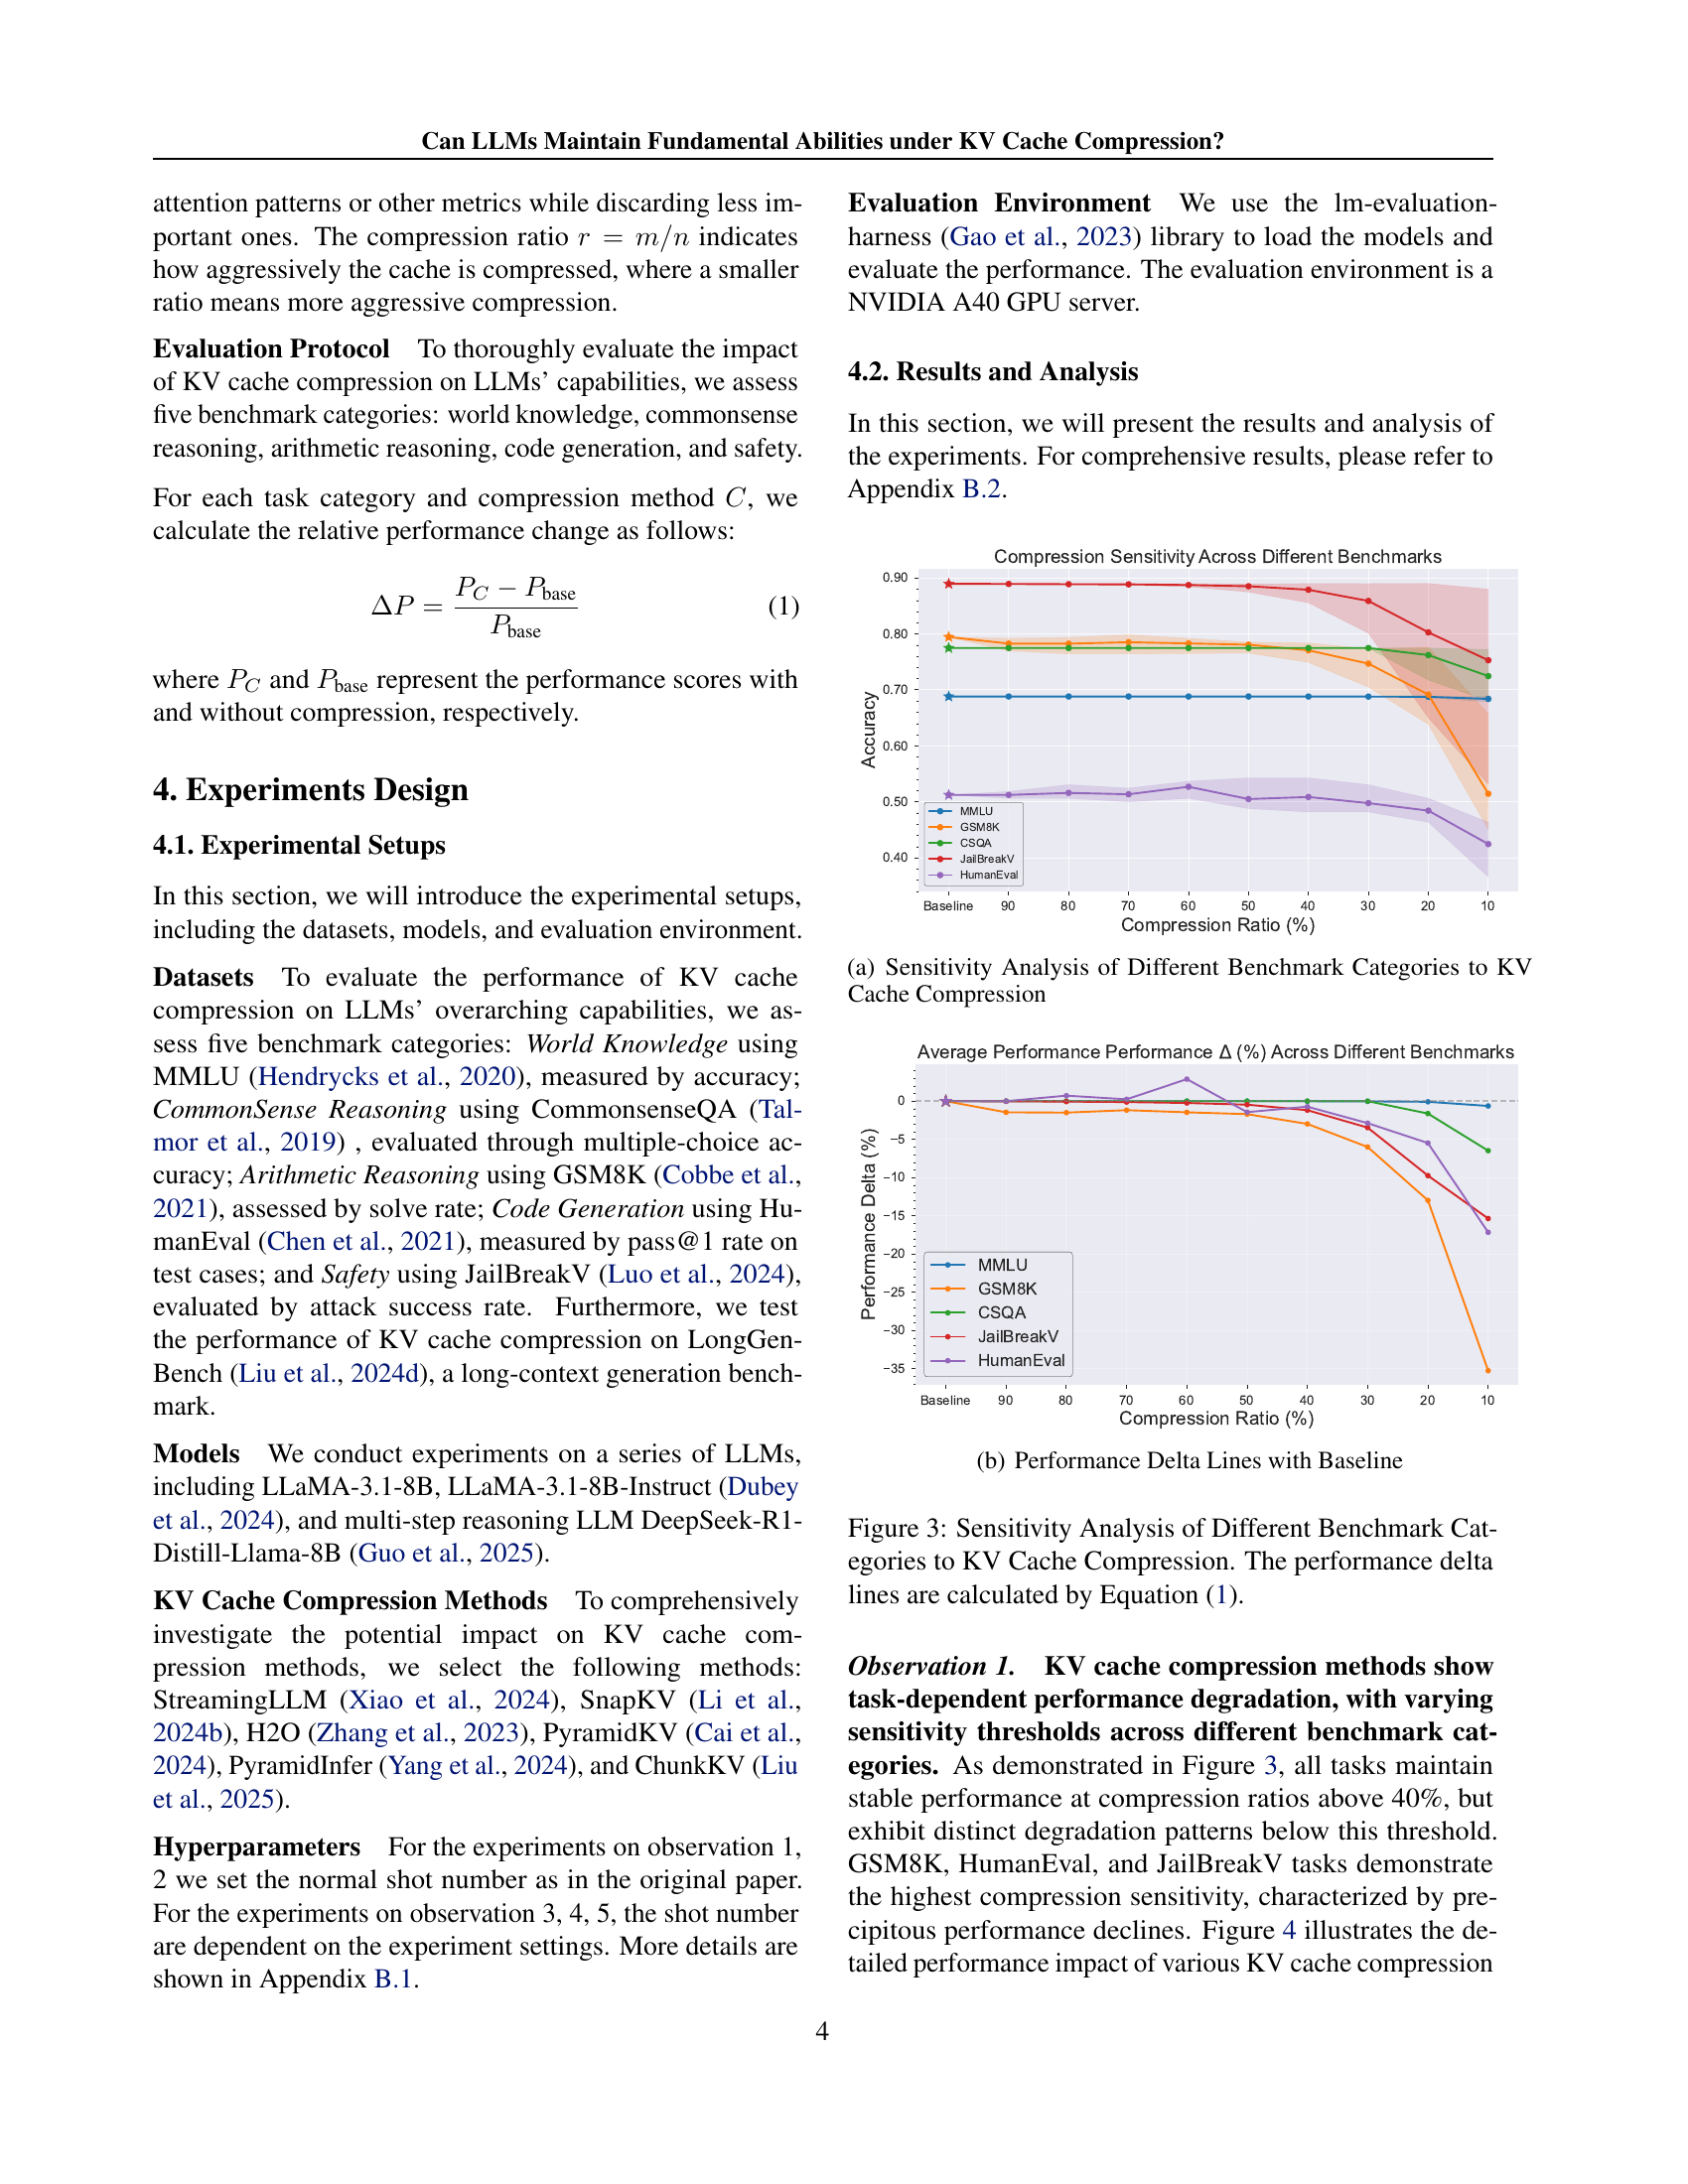 Can LLMs Maintain Fundamental Abilities under KV Cache Compression?
attention patterns or other metrics while discarding less im-
portant ones. The compression ratio r = m/n indicates
how aggressively the cache is compressed, where a smaller
ratio means more aggressive compression.
Evaluation Protocol To thoroughly evaluate the impact
of KV cache compression on LLMs' capabilities, we assess
five benchmark categories: world knowledge, commonsense
reasoning, arithmetic reasoning, code generation, and safety.
For each task category and compression method C, we
calculate the relative performance change as follows:
ΔP = (P_C − P_base) / P_base (1)
where P_C and P_base represent the performance scores with
and without compression, respectively.
4. Experiments Design
4.1. Experimental Setups
In this section, we will introduce the experimental setups,
including the datasets, models, and evaluation environment.
Datasets To evaluate the performance of KV cache
compression on LLMs' overarching capabilities, we as-
sess five benchmark categories: World Knowledge using
MMLU (Hendrycks et al., 2020), measured by accuracy;
CommonSense Reasoning using CommonsenseQA (Tal-
mor et al., 2019) , evaluated through multiple-choice ac-
curacy; Arithmetic Reasoning using GSM8K (Cobbe et al.,
2021), assessed by solve rate; Code Generation using Hu-
manEval (Chen et al., 2021), measured by pass@1 rate on
test cases; and Safety using JailBreakV (Luo et al., 2024),
evaluated by attack success rate. Furthermore, we test
the performance of KV cache compression on LongGen-
Bench (Liu et al., 2024d), a long-context generation bench-
mark.
Models We conduct experiments on a series of LLMs,
including LLaMA-3.1-8B, LLaMA-3.1-8B-Instruct (Dubey
et al., 2024), and multi-step reasoning LLM DeepSeek-R1-
Distill-Llama-8B (Guo et al., 2025).
KV Cache Compression Methods To comprehensively
investigate the potential impact on KV cache com-
pression methods, we select the following methods:
StreamingLLM (Xiao et al., 2024), SnapKV (Li et al.,
2024b), H2O (Zhang et al., 2023), PyramidKV (Cai et al.,
2024), PyramidInfer (Yang et al., 2024), and ChunkKV (Liu
et al., 2025).
Hyperparameters For the experiments on observation 1,
2 we set the normal shot number as in the original paper.
For the experiments on observation 3, 4, 5, the shot number
are dependent on the experiment settings. More details are
shown in Appendix B.1.
Evaluation Environment We use the lm-evaluation-
harness (Gao et al., 2023) library to load the models and
evaluate the performance. The evaluation environment is a
NVIDIA A40 GPU server.
4.2. Results and Analysis
In this section, we will present the results and analysis of
the experiments. For comprehensive results, please refer to
Appendix B.2.
Compression Sensitivity Across Different Benchmarks
Accuracy
0.90
0.80
0.70
0.60
0.50
0.40
MMLU
GSM8K
CSQA
JailBreakV
HumanEval
Baseline 90 80 70 60 50 40 30 20 10
Compression Ratio (%)
(a) Sensitivity Analysis of Different Benchmark Categories to KV
Cache Compression
Average Performance Performance Δ (%) Across Different Benchmarks
Performance Delta (%)
0
−5
−10
−15
−20
−25
−30
−35
MMLU
GSM8K
CSQA
JailBreakV
HumanEval
Baseline 90 80 70 60 50 40 30 20 10
Compression Ratio (%)
(b) Performance Delta Lines with Baseline
Figure 3: Sensitivity Analysis of Different Benchmark Cat-
egories to KV Cache Compression. The performance delta
lines are calculated by Equation (1).
Observation 1. KV cache compression methods show
task-dependent performance degradation, with varying
sensitivity thresholds across different benchmark cat-
egories. As demonstrated in Figure 3, all tasks maintain
stable performance at compression ratios above 40%, but
exhibit distinct degradation patterns below this threshold.
GSM8K, HumanEval, and JailBreakV tasks demonstrate
the highest compression sensitivity, characterized by pre-
cipitous performance declines. Figure 4 illustrates the de-
tailed performance impact of various KV cache compression
4